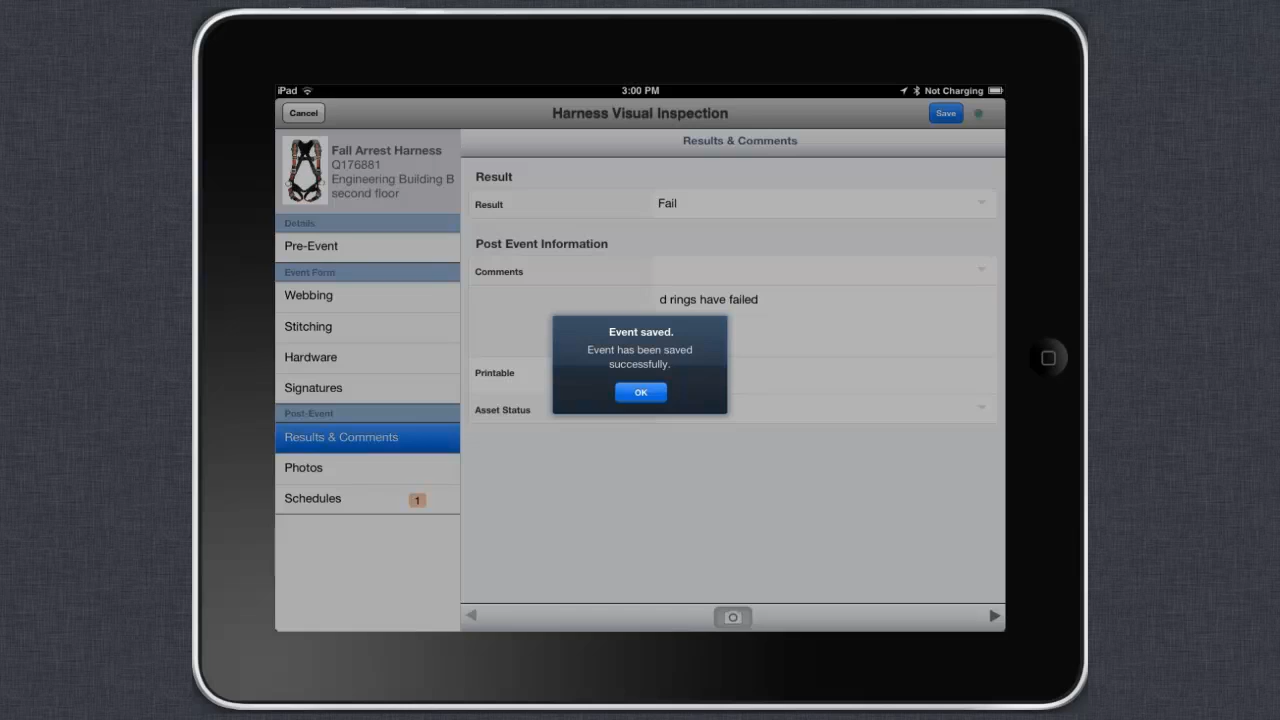 iPad
3:00 PM
Not Charging
Cancel
Harness Visual Inspection
Save
Fall Arrest Harness
Q176881
Engineering Building B
second floor
Details
Pre-Event
Event Form
Webbing
Stitching
Hardware
Signatures
Post-Event
Results & Comments
Photos
Schedules
1
Results & Comments
Result
Result
Fail
Post Event Information
Comments
d rings have failed
Printable
Asset Status
Event saved.
Event has been saved
successfully.
OK